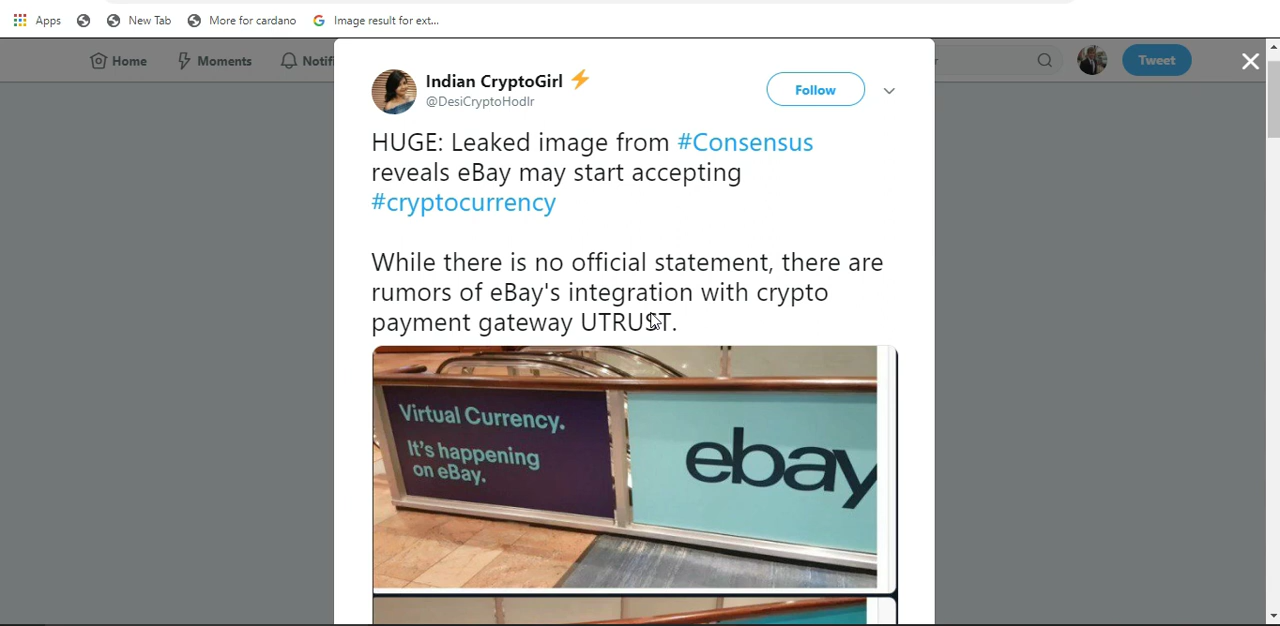 Apps New Tab More for cardano Image result for ext...
Home Moments Notifi Tweet
Indian CryptoGirl ⚡
@DesiCryptoHodlr
Follow
HUGE: Leaked image from #Consensus
reveals eBay may start accepting
#cryptocurrency
While there is no official statement, there are
rumors of eBay's integration with crypto
payment gateway UTRUST.
Virtual Currency.
It's happening
on eBay.
ebay